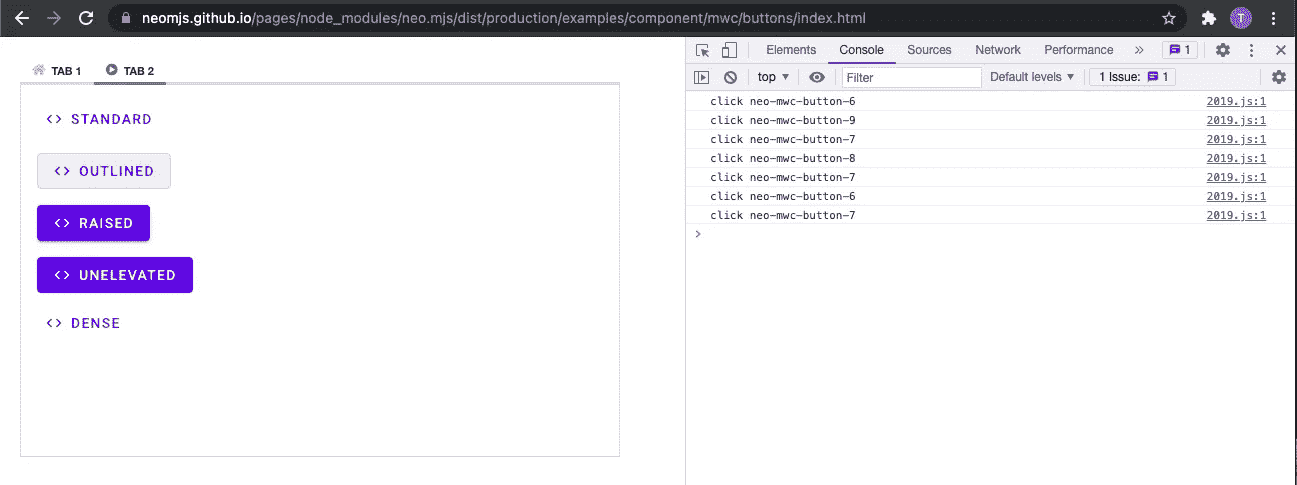 neomjs.github.io/pages/node_modules/neo.mjs/dist/production/examples/component/mwc/buttons/index.html
T
TAB 1 TAB 2
<> STANDARD
<> OUTLINED
<> RAISED
<> UNELEVATED
<> DENSE
Elements Console Sources Network Performance » 1
top Filter Default levels 1 Issue: 1
click neo-mwc-button-6 2019.js:1
click neo-mwc-button-9 2019.js:1
click neo-mwc-button-7 2019.js:1
click neo-mwc-button-8 2019.js:1
click neo-mwc-button-7 2019.js:1
click neo-mwc-button-6 2019.js:1
click neo-mwc-button-7 2019.js:1
>